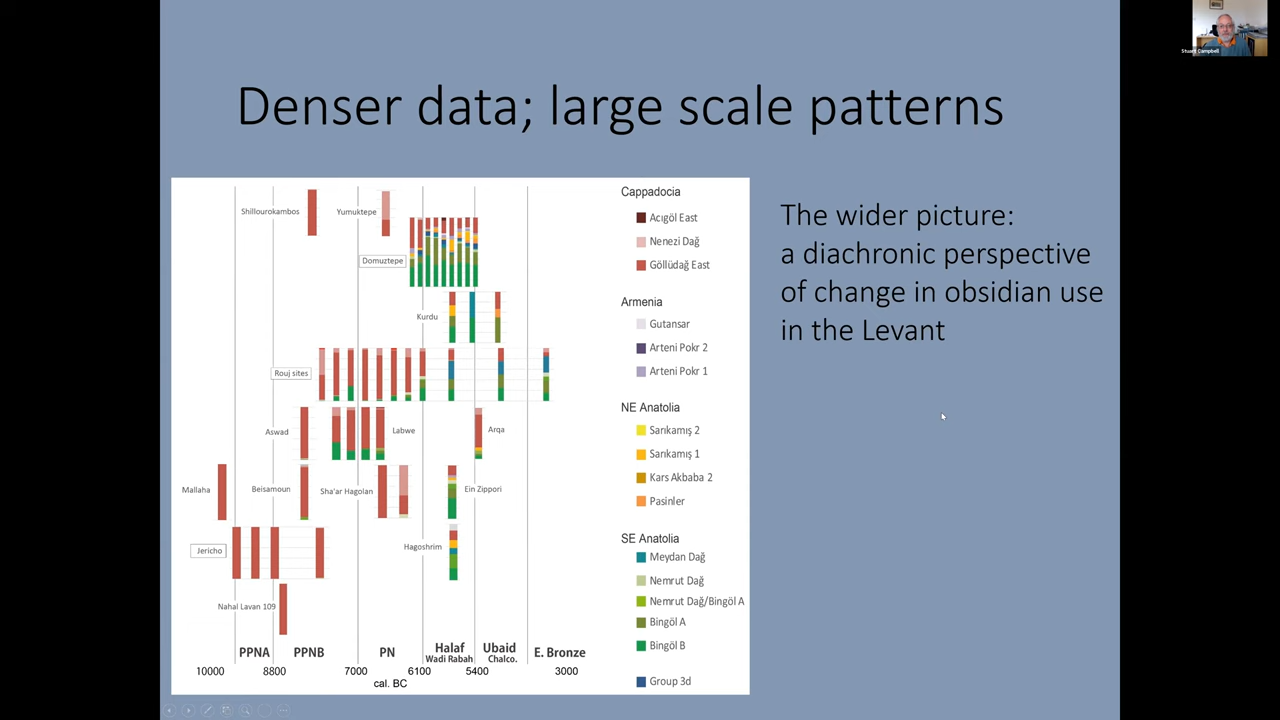 Stuart Campbell
Denser data; large scale patterns
The wider picture:
a diachronic perspective
of change in obsidian use
in the Levant
Shillourokambos
Yumuktepe
Domuztepe
Kurdu
Rouj sites
Aswad
Labwe
Arqa
Mallaha
Beisamoun
Sha'ar Hagolan
Ein Zippori
Jericho
Hagoshrim
Nahal Lavan 109
PPNA
PPNB
PN
Halaf
Wadi Rabah
Ubaid
Chalco.
E. Bronze
10000
8800
7000
6100
5400
3000
cal. BC
Cappadocia
Acıgöl East
Nenezi Dağ
Göllüdağ East
Armenia
Gutansar
Arteni Pokr 2
Arteni Pokr 1
NE Anatolia
Sarıkamış 2
Sarıkamış 1
Kars Akbaba 2
Pasinler
SE Anatolia
Meydan Dağ
Nemrut Dağ
Nemrut Dağ/Bingöl A
Bingöl A
Bingöl B
Group 3d